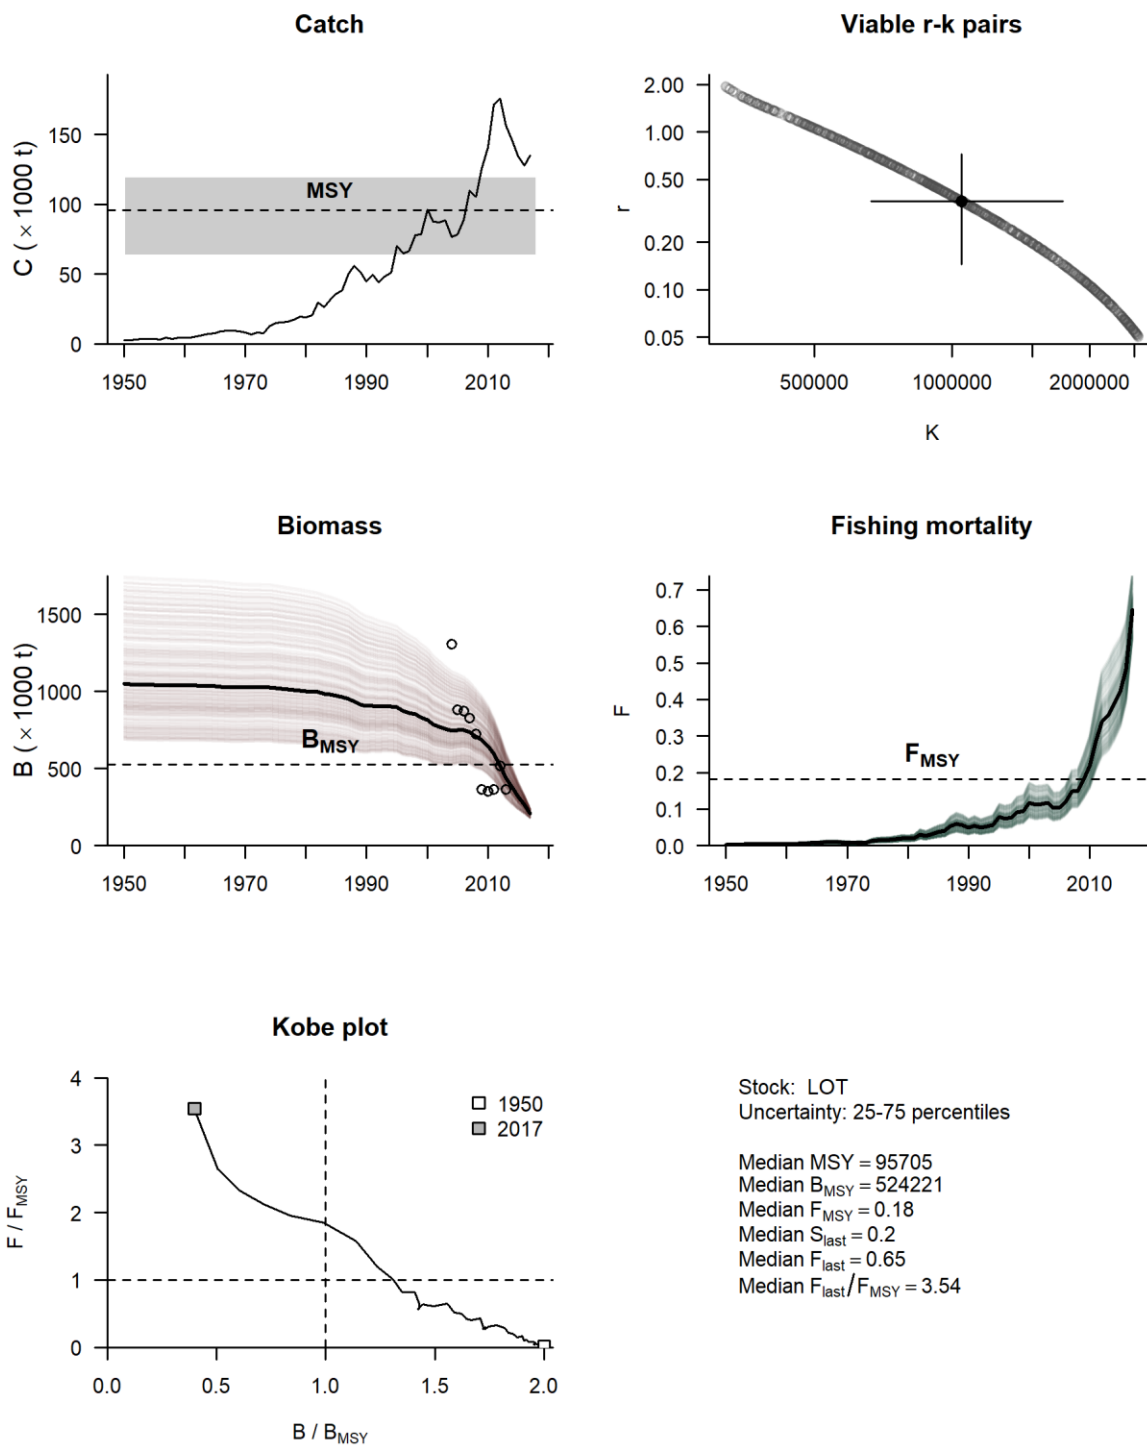 Catch
C ( × 1000 t)
150
100
50
0
MSY
1950
1970
1990
2010
Viable r-k pairs
r
2.00
1.00
0.50
0.20
0.10
0.05
500000
1000000
2000000
K
Biomass
B ( × 1000 t)
1500
1000
500
0
BMSY
1950
1970
1990
2010
Fishing mortality
F
0.7
0.6
0.5
0.4
0.3
0.2
0.1
0.0
FMSY
1950
1970
1990
2010
Kobe plot
F / FMSY
4
3
2
1
0
1950
2017
0.0
0.5
1.0
1.5
2.0
B / BMSY
Stock: LOT
Uncertainty: 25-75 percentiles
Median MSY = 95705
Median BMSY = 524221
Median FMSY = 0.18
Median Slast = 0.2
Median Flast = 0.65
Median Flast/FMSY = 3.54